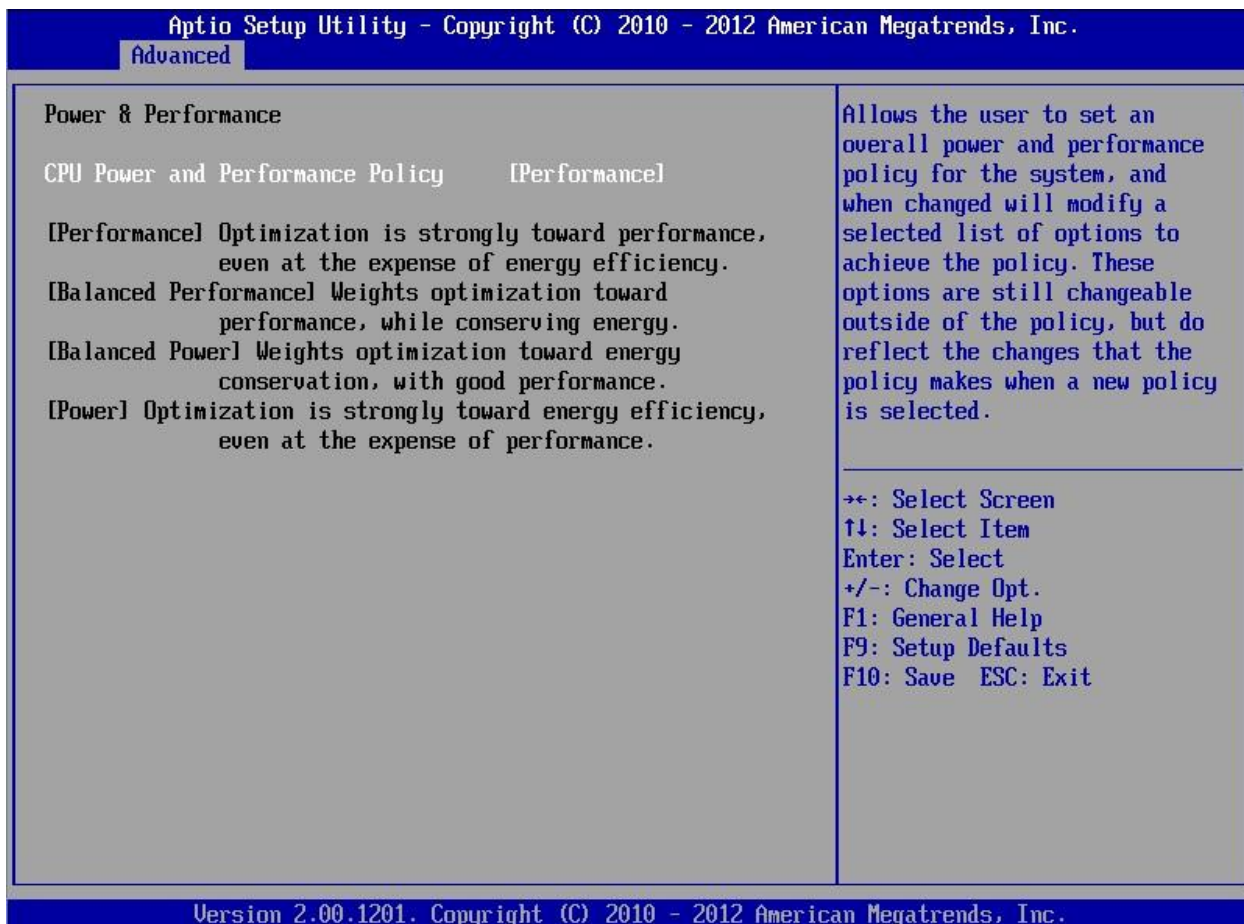 Aptio Setup Utility - Copyright (C) 2010 - 2012 American Megatrends, Inc.
Advanced
Power & Performance
CPU Power and Performance Policy [Performance]
[Performance] Optimization is strongly toward performance,
even at the expense of energy efficiency.
[Balanced Performance] Weights optimization toward
performance, while conserving energy.
[Balanced Power] Weights optimization toward energy
conservation, with good performance.
[Power] Optimization is strongly toward energy efficiency,
even at the expense of performance.
Allows the user to set an
overall power and performance
policy for the system, and
when changed will modify a
selected list of options to
achieve the policy. These
options are still changeable
outside of the policy, but do
reflect the changes that the
policy makes when a new policy
is selected.
→←: Select Screen
↑↓: Select Item
Enter: Select
+/-: Change Opt.
F1: General Help
F9: Setup Defaults
F10: Save ESC: Exit
Version 2.00.1201. Copyright (C) 2010 - 2012 American Megatrends, Inc.